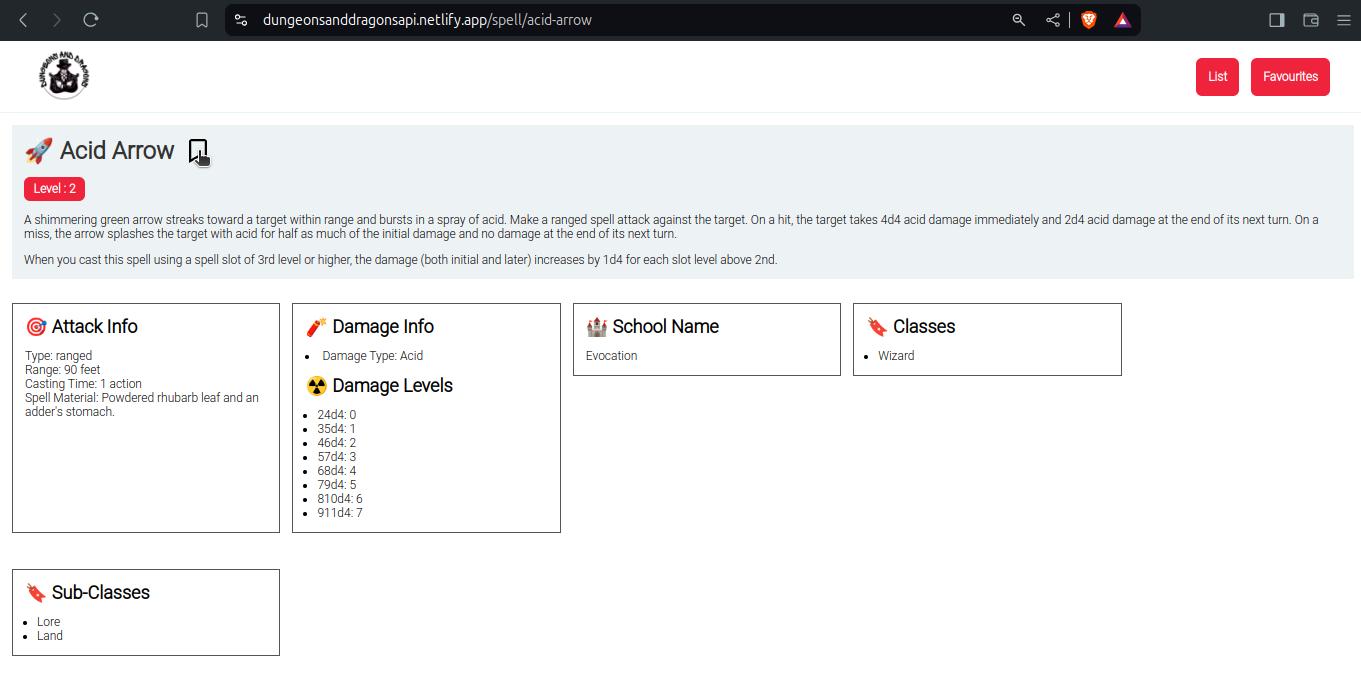 dungeonsanddragonsapi.netlify.app/spell/acid-arrow
DUNGEONS AND DRAGONS
List
Favourites
Acid Arrow
Level : 2
A shimmering green arrow streaks toward a target within range and bursts in a spray of acid. Make a ranged spell attack against the target. On a hit, the target takes 4d4 acid damage immediately and 2d4 acid damage at the end of its next turn. On a
miss, the arrow splashes the target with acid for half as much of the initial damage and no damage at the end of its next turn.
When you cast this spell using a spell slot of 3rd level or higher, the damage (both initial and later) increases by 1d4 for each slot level above 2nd.
Attack Info
Type: ranged
Range: 90 feet
Casting Time: 1 action
Spell Material: Powdered rhubarb leaf and an
adder's stomach.
Damage Info
Damage Type: Acid
Damage Levels
24d4: 0
35d4: 1
46d4: 2
57d4: 3
68d4: 4
79d4: 5
810d4: 6
911d4: 7
School Name
Evocation
Classes
Wizard
Sub-Classes
Lore
Land